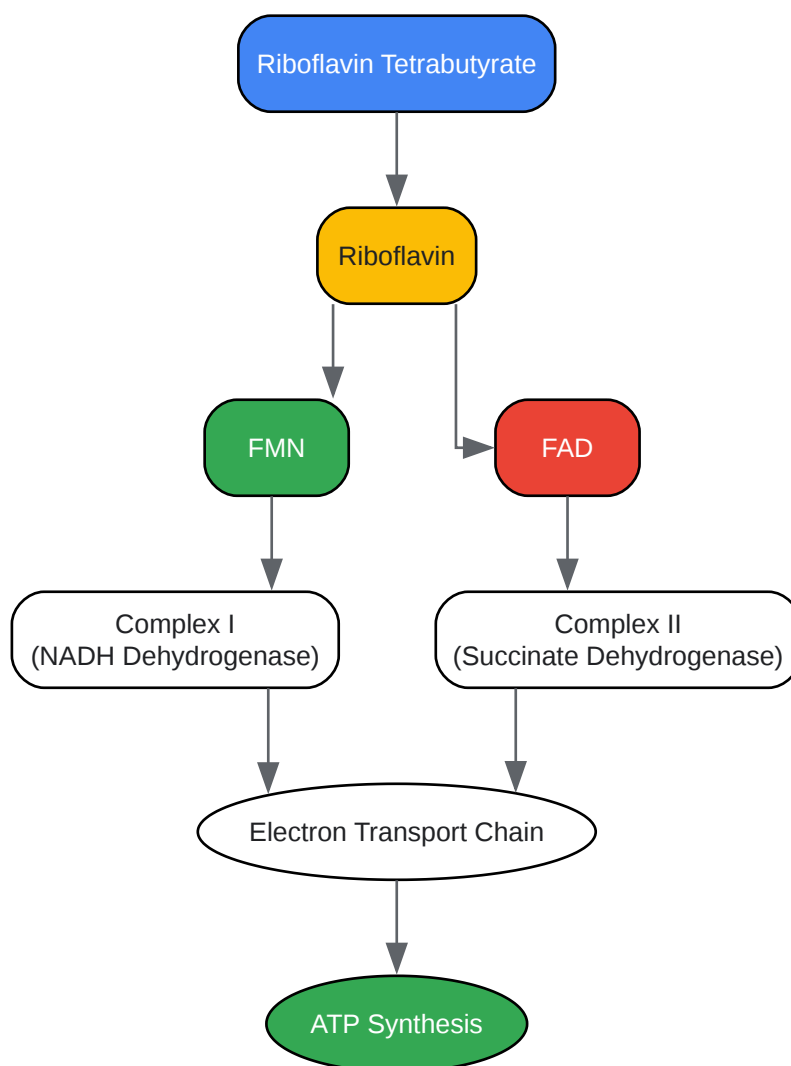 Riboflavin Tetrabutyrate
Riboflavin
FMN
FAD
Complex I
(NADH Dehydrogenase)
Complex II
(Succinate Dehydrogenase)
Electron Transport Chain
ATP Synthesis